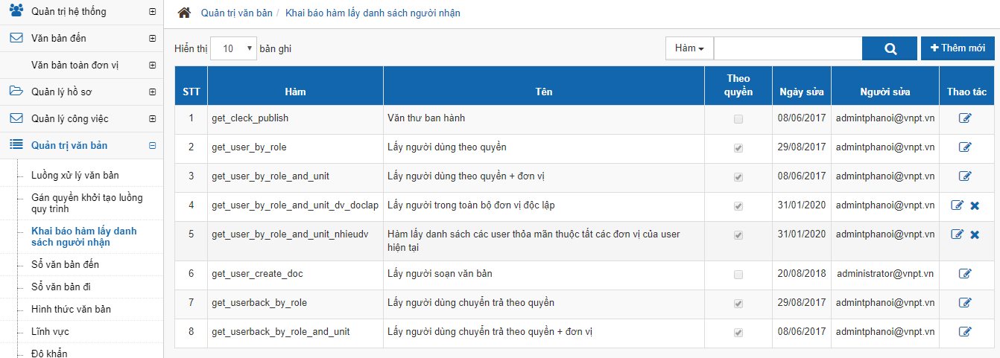 Quản trị hệ thống
Văn bản đến
Văn bản toàn đơn vị
Quản lý hồ sơ
Quản lý công việc
Quản trị văn bản
Luồng xử lý văn bản
Gán quyền khởi tạo luồng
quy trình
Khai báo hàm lấy danh
sách người nhận
Sổ văn bản đến
Sổ văn bản đi
Hình thức văn bản
Lĩnh vực
Độ khẩn
Quản trị văn bản / Khai báo hàm lấy danh sách người nhận
Hiển thị 10 bản ghi
Hàm
Thêm mới
STT Hàm Tên Theo quyền Ngày sửa Người sửa Thao tác
1 get_cleck_publish Văn thư ban hành 08/06/2017 admintphanoi@vnpt.vn
2 get_user_by_role Lấy người dùng theo quyền 29/08/2017 admintphanoi@vnpt.vn
3 get_user_by_role_and_unit Lấy người dùng theo quyền + đơn vị 08/06/2017 admintphanoi@vnpt.vn
4 get_user_by_role_and_unit_dv_doclap Lấy người trong toàn bộ đơn vị độc lập 31/01/2020 admintphanoi@vnpt.vn
5 get_user_by_role_and_unit_nhieudv Hàm lấy danh sách các user thỏa mãn thuộc tất các đơn vị của user 31/01/2020 admintphanoi@vnpt.vn
hiện tại
6 get_user_create_doc Lấy người soạn văn bản 20/08/2018 administrator@vnpt.vn
7 get_userback_by_role Lấy người dùng chuyển trả theo quyền 29/08/2017 admintphanoi@vnpt.vn
8 get_userback_by_role_and_unit Lấy người dùng chuyển trả theo quyền + đơn vị 08/06/2017 admintphanoi@vnpt.vn